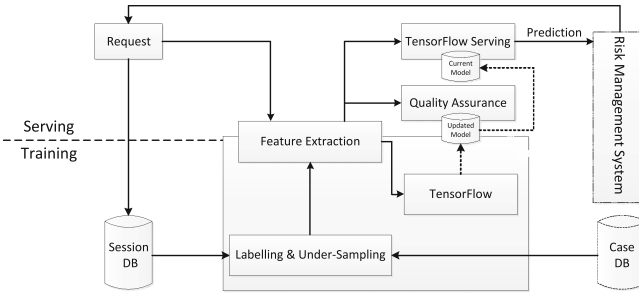 Request
TensorFlow Serving
Prediction
Current
Model
Risk Management System
Quality Assurance
Updated
Model
Serving
Training
Feature Extraction
TensorFlow
Session
DB
Labelling & Under-Sampling
Case
DB